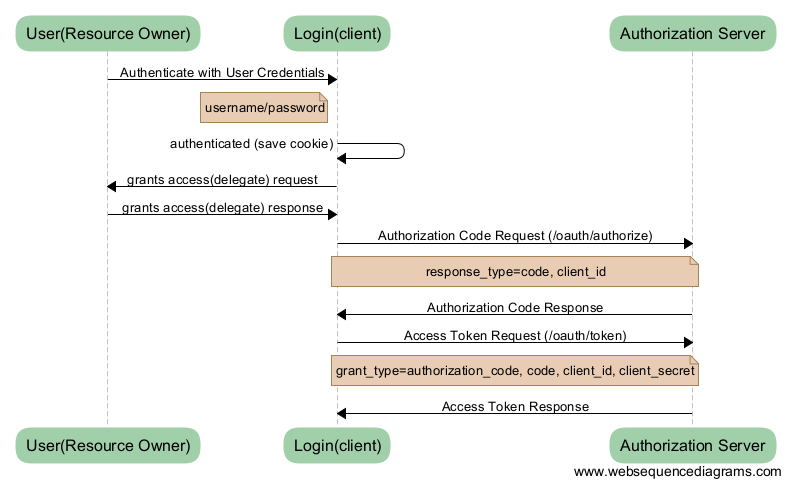 User(Resource Owner)
Login(client)
Authorization Server
Authenticate with User Credentials
username/password
authenticated (save cookie)
grants access(delegate) request
grants access(delegate) response
Authorization Code Request (/oauth/authorize)
response_type=code, client_id
Authorization Code Response
Access Token Request (/oauth/token)
grant_type=authorization_code, code, client_id, client_secret
Access Token Response
User(Resource Owner)
Login(client)
Authorization Server
www.websequencediagrams.com